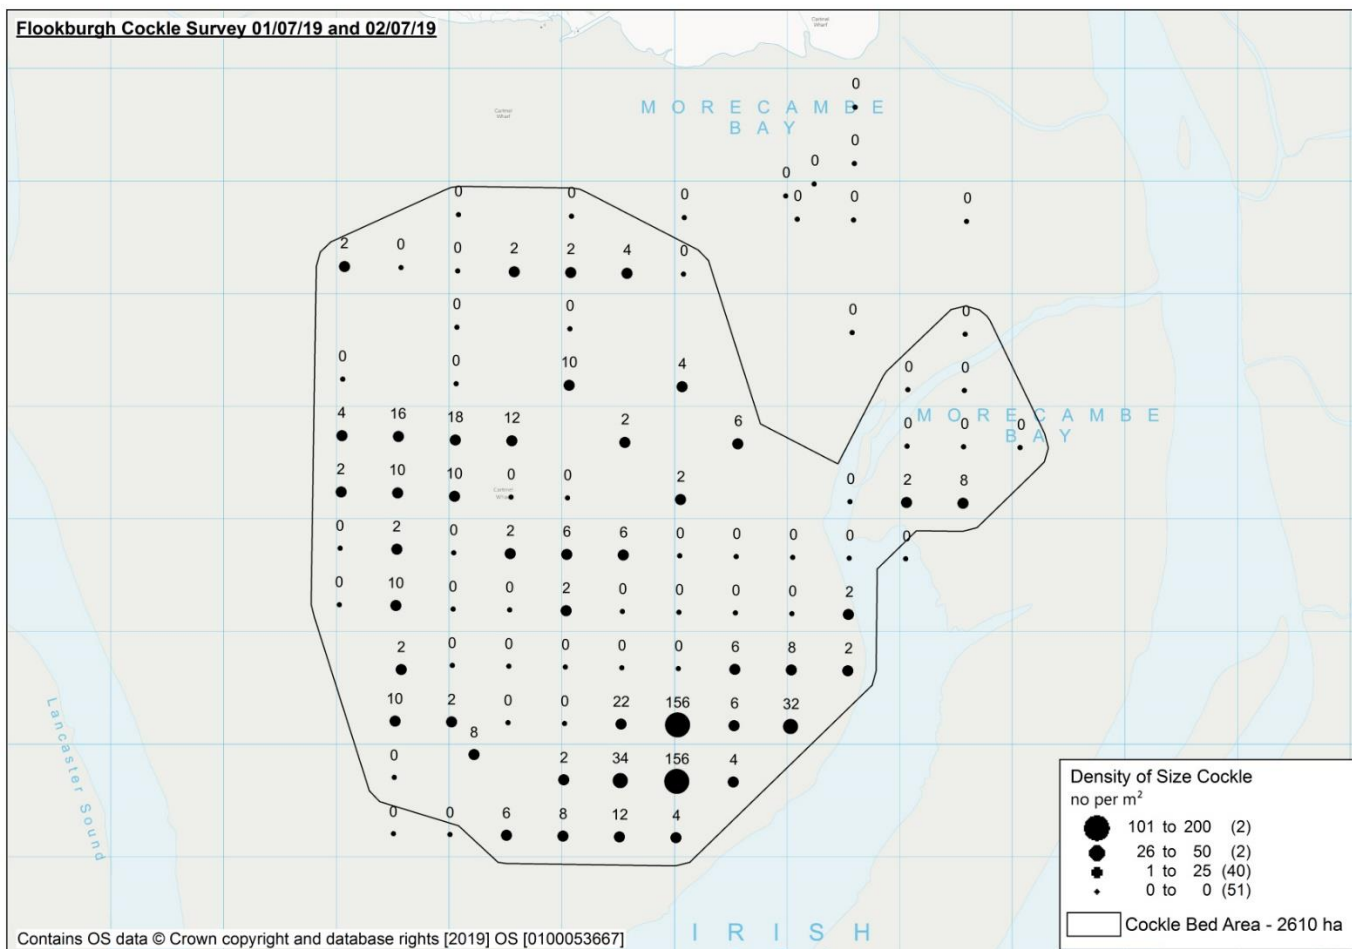 Flookburgh Cockle Survey 01/07/19 and 02/07/19
Cartmel
Wharf
Cartmel
Wharf
0
M O R E C A M B E
B A Y
0
0
0
0 0 0
0 0 0
2 0 0 2 2 4 0
0 0 0 0
0 0 10 4 0 0
4 16 18 12 2 6 0 0 0
M O R E C A M B E
B A Y
2 10 10 0 0 2 0 2 8
Cartmel
Wharf
0 2 0 2 6 6 0 0 0 0 0
0 10 0 0 2 0 0 0 0 2
2 0 0 0 0 0 6 8 2
10 2 0 0 22 156 6 32
8
0 2 34 156 4
0 0 6 8 12 4
Lancaster Sound
I R I S H
Density of Size Cockle
no per m²
101 to 200 (2)
26 to 50 (2)
1 to 25 (40)
0 to 0 (51)
Cockle Bed Area - 2610 ha
Contains OS data © Crown copyright and database rights [2019] OS [0100053667]